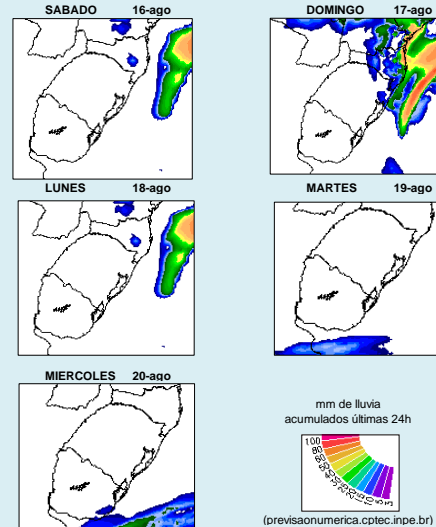 SABADO 16-ago
DOMINGO 17-ago
LUNES 18-ago
MARTES 19-ago
MIERCOLES 20-ago
mm de lluvia
acumulados últimas 24h
100
90
80
(previsaonumerica.cptec.inpe.br)